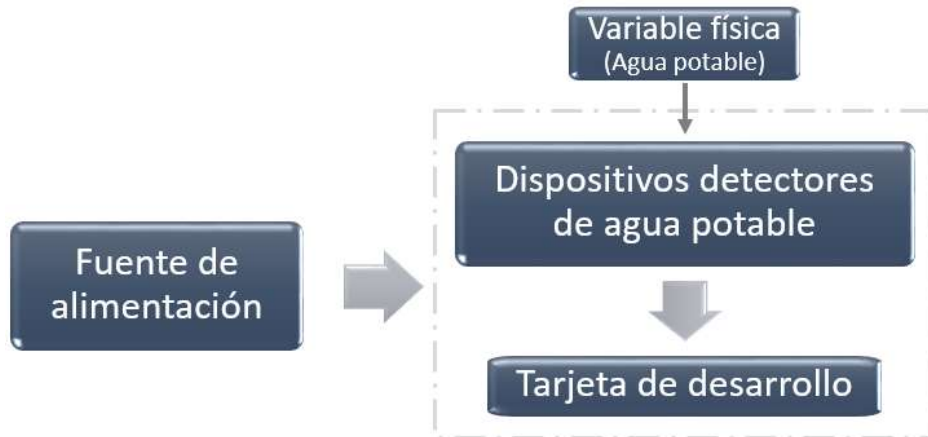 Variable física
(Agua potable)
Dispositivos detectores
de agua potable
Fuente de
alimentación
Tarjeta de desarrollo